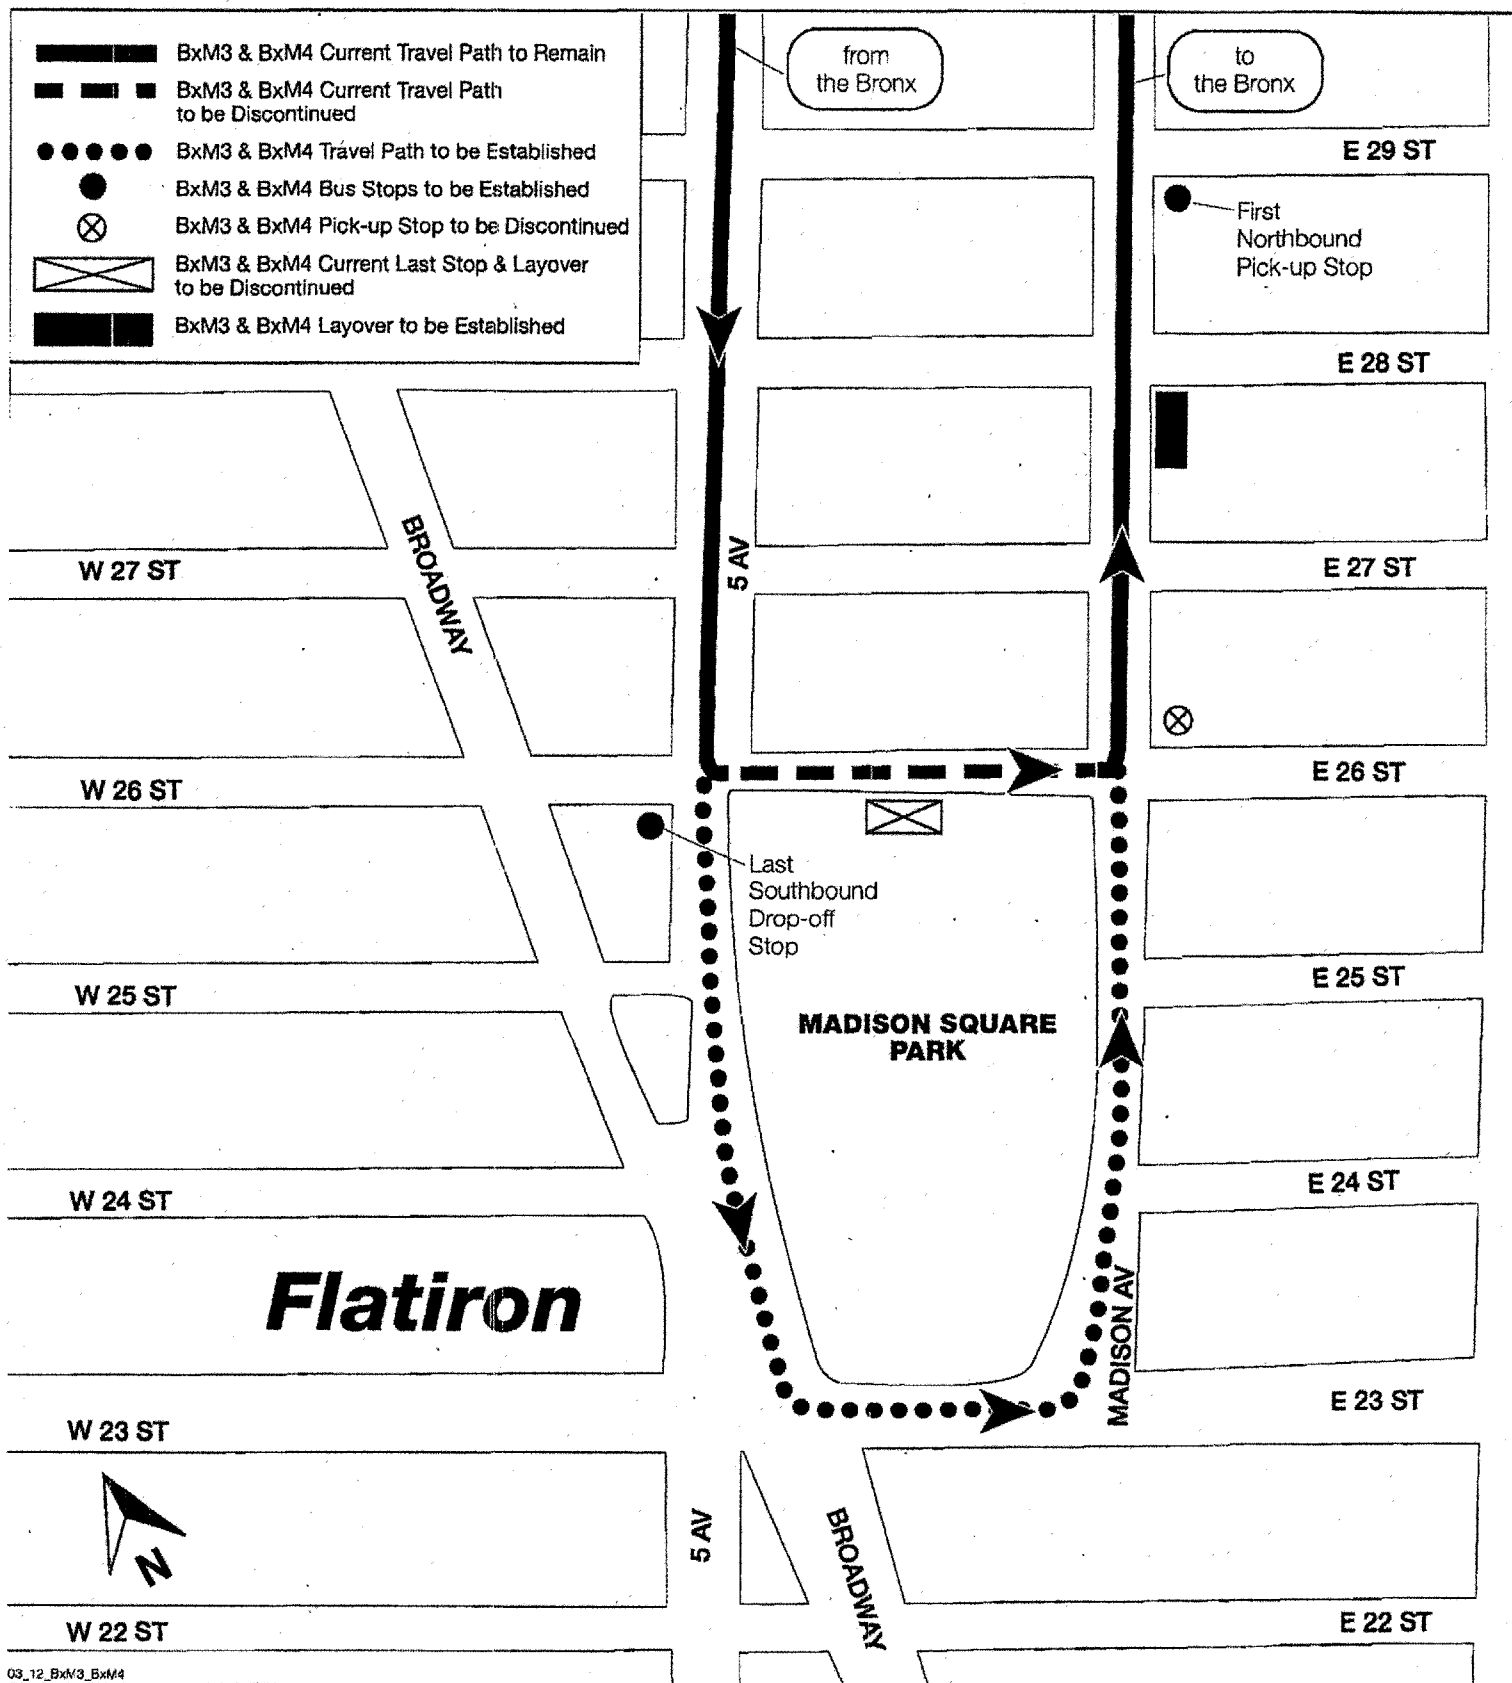 BxM3 & BxM4 Current Travel Path to Remain
BxM3 & BxM4 Current Travel Path
to be Discontinued
BxM3 & BxM4 Travel Path to be Established
BxM3 & BxM4 Bus Stops to be Established
BxM3 & BxM4 Pick-up Stop to be Discontinued
BxM3 & BxM4 Current Last Stop & Layover
to be Discontinued
BxM3 & BxM4 Layover to be Established
from
the Bronx
to
the Bronx
E 29 ST
First
Northbound
Pick-up Stop
E 28 ST
BROADWAY
5 AV
W 27 ST
E 27 ST
W 26 ST
E 26 ST
Last
Southbound
Drop-off
Stop
W 25 ST
E 25 ST
MADISON SQUARE
PARK
W 24 ST
E 24 ST
Flatiron
MADISON AV
W 23 ST
E 23 ST
N
5 AV
BROADWAY
W 22 ST
E 22 ST
03_12_BxM3_BxM4